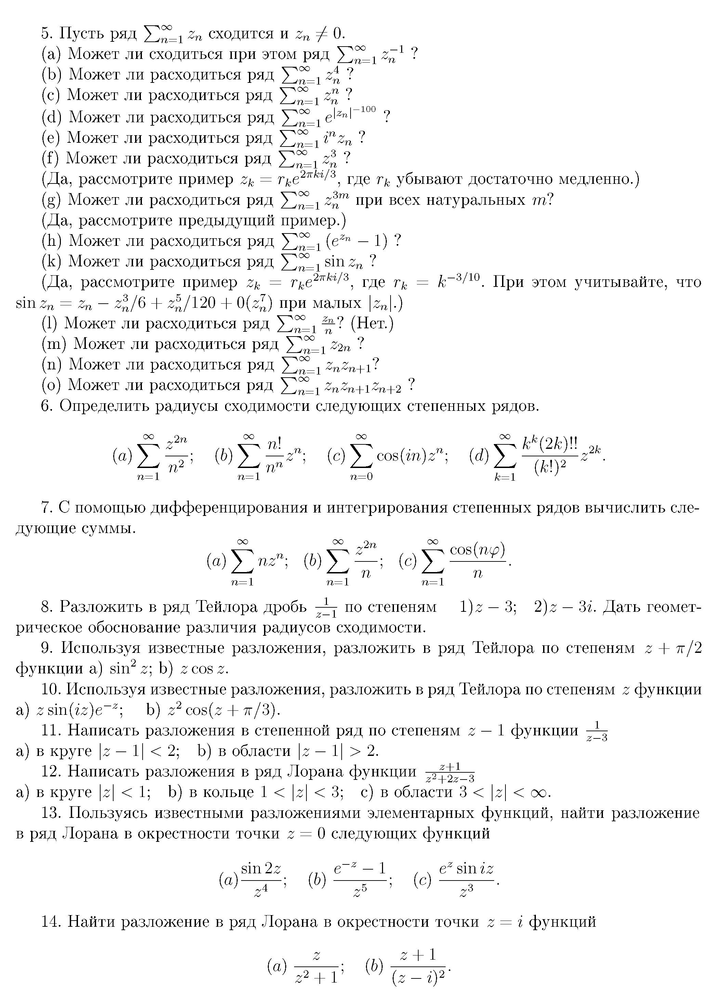 5. Пусть ряд $\sum_{n=1}^{\infty} z_n$ сходится и $z_n \neq 0$.
(a) Может ли сходиться при этом ряд $\sum_{n=1}^{\infty} z_n^{-1}$ ?
(b) Может ли расходиться ряд $\sum_{n=1}^{\infty} z_n^4$ ?
(c) Может ли расходиться ряд $\sum_{n=1}^{\infty} z_n^n$ ?
(d) Может ли расходиться ряд $\sum_{n=1}^{\infty} e^{|z_n|^{-100}}$ ?
(e) Может ли расходиться ряд $\sum_{n=1}^{\infty} i^n z_n$ ?
(f) Может ли расходиться ряд $\sum_{n=1}^{\infty} z_n^3$ ?
(Да, рассмотрите пример $z_k = r_k e^{2\pi ki/3}$, где $r_k$ убывают достаточно медленно.)
(g) Может ли расходиться ряд $\sum_{n=1}^{\infty} z_n^{3m}$ при всех натуральных $m$?
(Да, рассмотрите предыдущий пример.)
(h) Может ли расходиться ряд $\sum_{n=1}^{\infty} (e^{z_n} - 1)$ ?
(k) Может ли расходиться ряд $\sum_{n=1}^{\infty} \sin z_n$ ?
(Да, рассмотрите пример $z_k = r_k e^{2\pi ki/3}$, где $r_k = k^{-3/10}$. При этом учитывайте, что
$\sin z_n = z_n - z_n^3/6 + z_n^5/120 + 0(z_n^7)$ при малых $|z_n|$.)
(l) Может ли расходиться ряд $\sum_{n=1}^{\infty} \frac{z_n}{n}$? (Нет.)
(m) Может ли расходиться ряд $\sum_{n=1}^{\infty} z_{2n}$ ?
(n) Может ли расходиться ряд $\sum_{n=1}^{\infty} z_n z_{n+1}$?
(o) Может ли расходиться ряд $\sum_{n=1}^{\infty} z_n z_{n+1} z_{n+2}$ ?
6. Определить радиусы сходимости следующих степенных рядов.
$(a) \sum_{n=1}^{\infty} \frac{z^{2n}}{n^2}; \quad (b) \sum_{n=1}^{\infty} \frac{n!}{n^n} z^n; \quad (c) \sum_{n=0}^{\infty} \cos(in) z^n; \quad (d) \sum_{k=1}^{\infty} \frac{k^k (2k)!!}{(k!)^2} z^{2k}.$
7. С помощью дифференцирования и интегрирования степенных рядов вычислить сле-
дующие суммы.
$(a) \sum_{n=1}^{\infty} n z^n; \quad (b) \sum_{n=1}^{\infty} \frac{z^{2n}}{n}; \quad (c) \sum_{n=1}^{\infty} \frac{\cos(n\varphi)}{n}.$
8. Разложить в ряд Тейлора дробь $\frac{1}{z-1}$ по степеням 1)$z - 3$; 2)$z - 3i$. Дать геомет-
рическое обоснование различия радиусов сходимости.
9. Используя известные разложения, разложить в ряд Тейлора по степеням $z + \pi/2$
функции a) $\sin^2 z$; b) $z \cos z$.
10. Используя известные разложения, разложить в ряд Тейлора по степеням $z$ функции
a) $z \sin(iz) e^{-z}$; b) $z^2 \cos(z + \pi/3)$.
11. Написать разложения в степенной ряд по степеням $z - 1$ функции $\frac{1}{z-3}$
a) в круге $|z - 1| < 2$; b) в области $|z - 1| > 2$.
12. Написать разложения в ряд Лорана функции $\frac{z+1}{z^2+2z-3}$
a) в круге $|z| < 1$; b) в кольце $1 < |z| < 3$; c) в области $3 < |z| < \infty$.
13. Пользуясь известными разложениями элементарных функций, найти разложение
в ряд Лорана в окрестности точки $z = 0$ следующих функций
$(a) \frac{\sin 2z}{z^4}; \quad (b) \frac{e^{-z} - 1}{z^5}; \quad (c) \frac{e^z \sin iz}{z^3}.$
14. Найти разложение в ряд Лорана в окрестности точки $z = i$ функций
$(a) \frac{z}{z^2 + 1}; \quad (b) \frac{z + 1}{(z - i)^2}.$